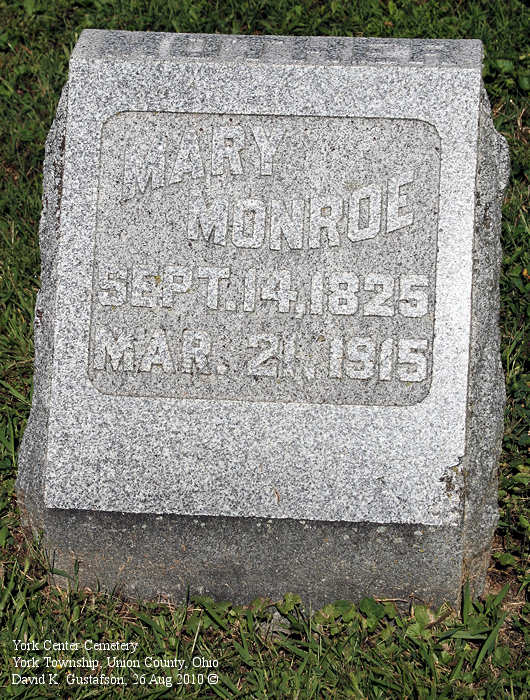 MOTHER
MARY
MONROE
SEPT. 14, 1825
MAR. 21, 1915
York Center Cemetery
York Township, Union County, Ohio
David K. Gustafson, 26 Aug 2010 ©